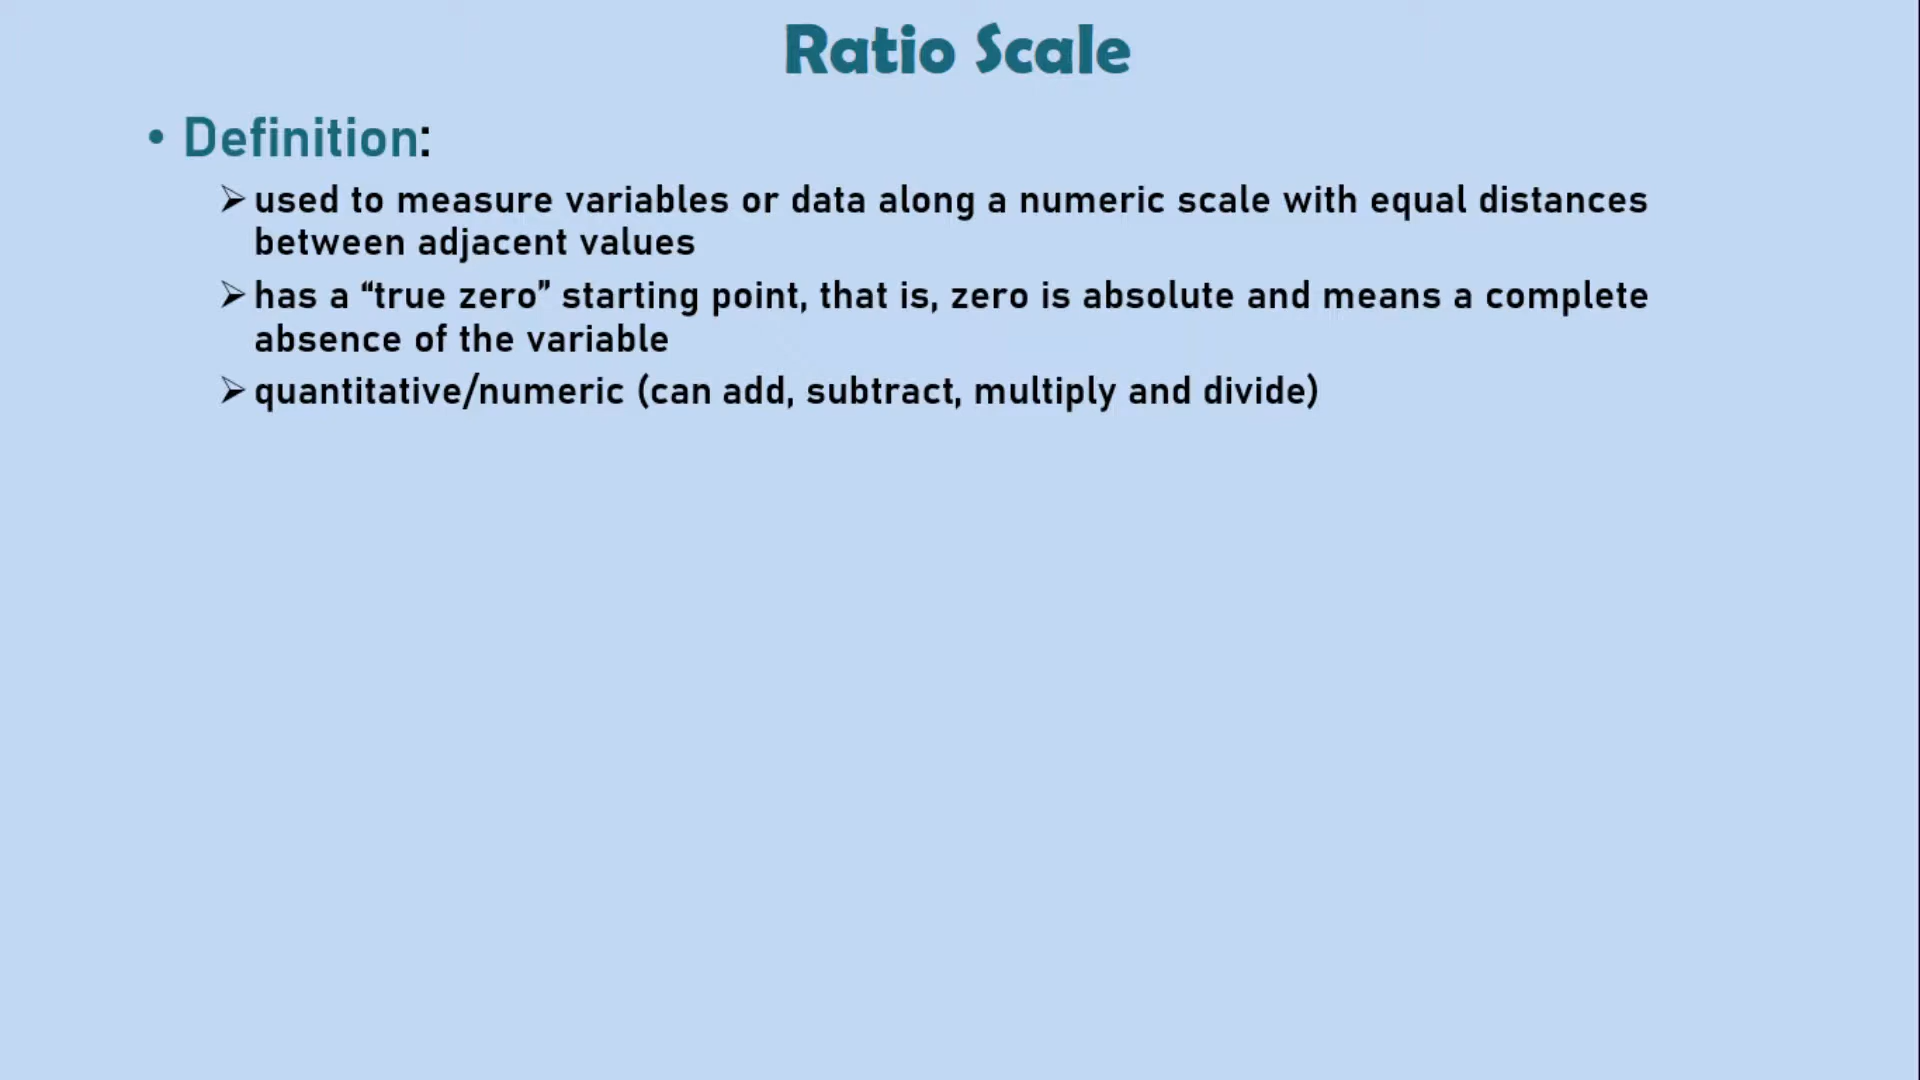 Ratio Scale
• Definition:
➢ used to measure variables or data along a numeric scale with equal distances
between adjacent values
➢ has a “true zero” starting point, that is, zero is absolute and means a complete
absence of the variable
➢ quantitative/numeric (can add, subtract, multiply and divide)